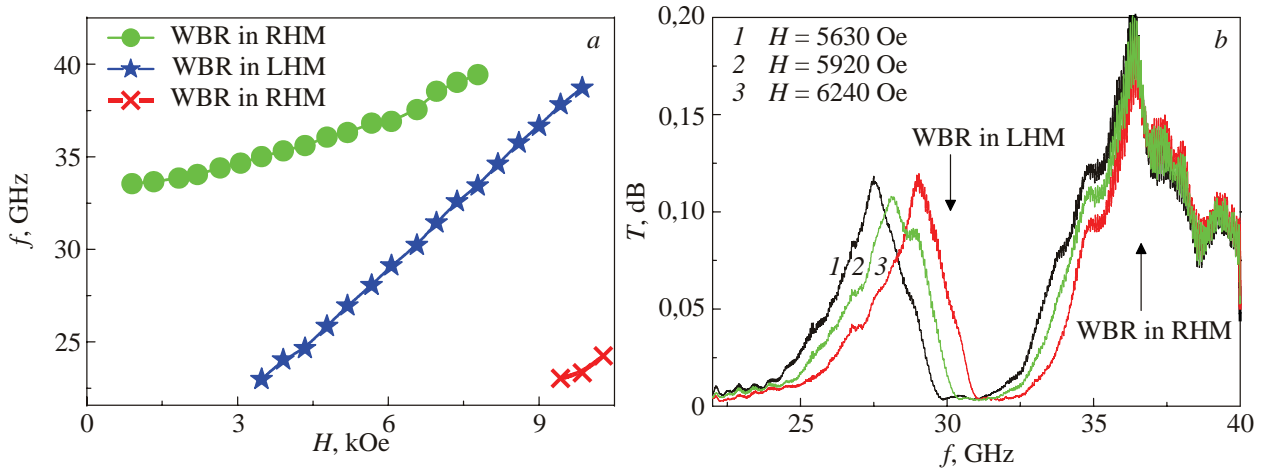 WBR in RHM
WBR in LHM
WBR in RHM
a
40
35
30
25
0
3
6
9
f, GHz
H, kOe
0,20
0,15
0,10
0,05
0
b
1 H = 5630 Oe
2 H = 5920 Oe
3 H = 6240 Oe
WBR in LHM
1 2 3
WBR in RHM
T, dB
25
30
35
40
f, GHz